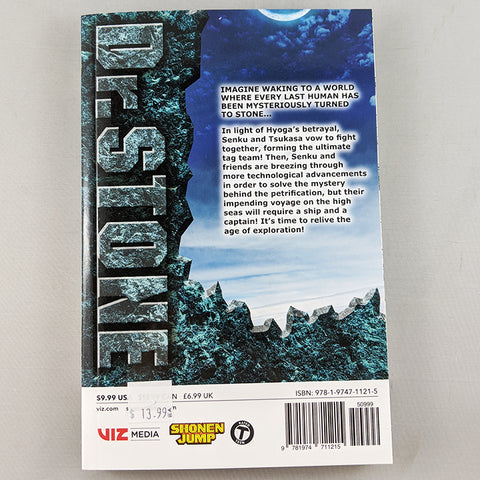 Dr.STONE
IMAGINE WAKING TO A WORLD
WHERE EVERY LAST HUMAN HAS
BEEN MYSTERIOUSLY TURNED
TO STONE...
In light of Hyoga's betrayal,
Senku and Tsukasa vow to fight
together, forming the ultimate
tag team! Then, Senku and
friends are breezing through
more technological advancements
in order to solve the mystery
behind the petrification, but their
impending voyage on the high
seas will require a ship and a
captain! It's time to relive the
age of exploration!
$9.99 USA CAN £6.99 UK
viz.com
$ 13.99
ISBN: 978-1-9747-1121-5
50999
9 781974 711215
VIZ MEDIA
SHONEN
JUMP
RATED
T
TEEN